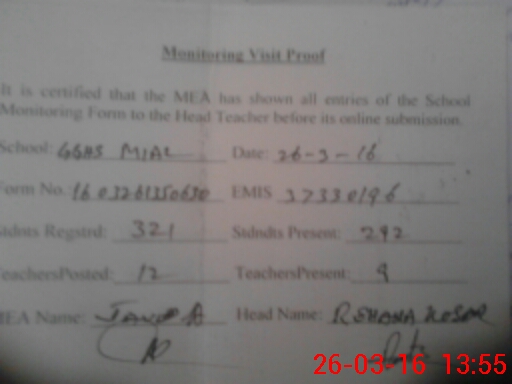 Monitoring Visit Proof
It is certified that the MEA has shown all entries of the School
Monitoring Form to the Head Teacher before its online submission.
School: GGHS MIAL Date: 26-3-16
Form No. EMIS 37330196
Stdnts Regstrd: 321 Stdndts Present: 292
TeachersPosted: 12 TeachersPresent: 9
MEA Name: Head Name: REHANA KOSAR
26-03-16 13:55